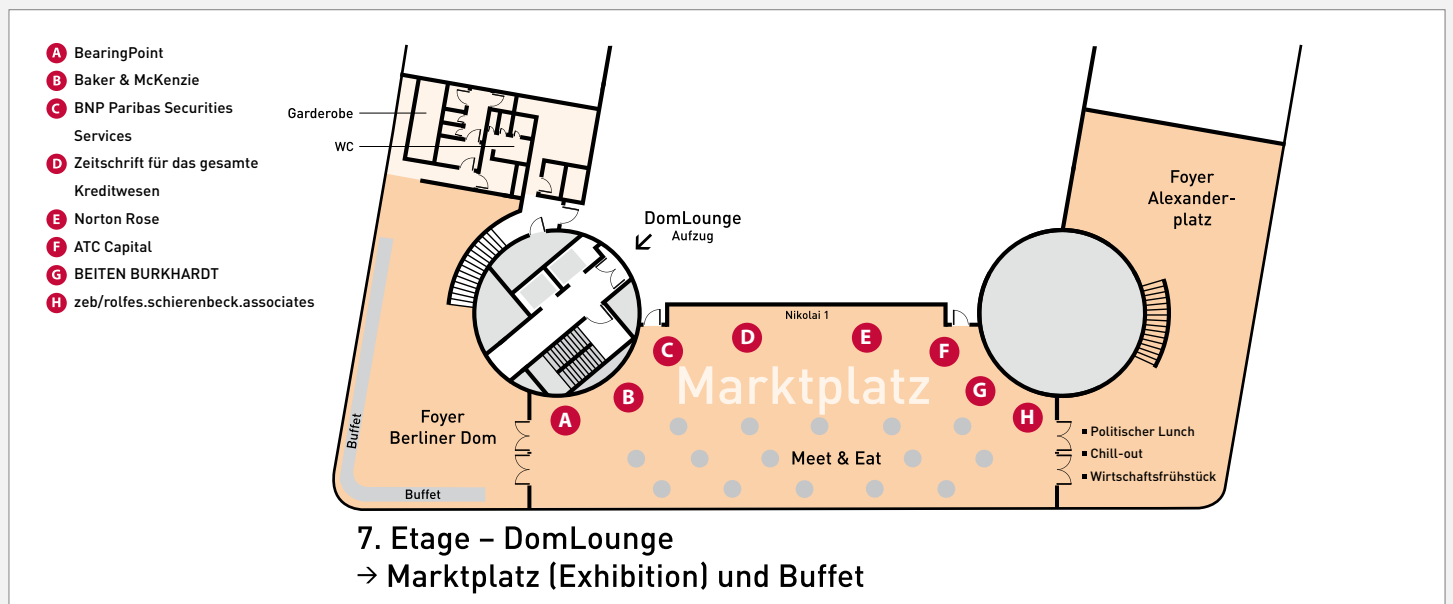 A BearingPoint
B Baker & McKenzie
C BNP Paribas Securities
Services
D Zeitschrift für das gesamte
Kreditwesen
E Norton Rose
F ATC Capital
G BEITEN BURKHARDT
H zeb/rolfes.schierenbeck.associates
Garderobe
WC
DomLounge
Aufzug
Foyer
Alexander-
platz
Nikolai 1
C
D
E
F
Marktplatz
B
G
A
H
Foyer
Berliner Dom
Buffet
Buffet
Meet & Eat
Politischer Lunch
Chill-out
Wirtschaftsfrühstück
7. Etage – DomLounge
→ Marktplatz (Exhibition) und Buffet